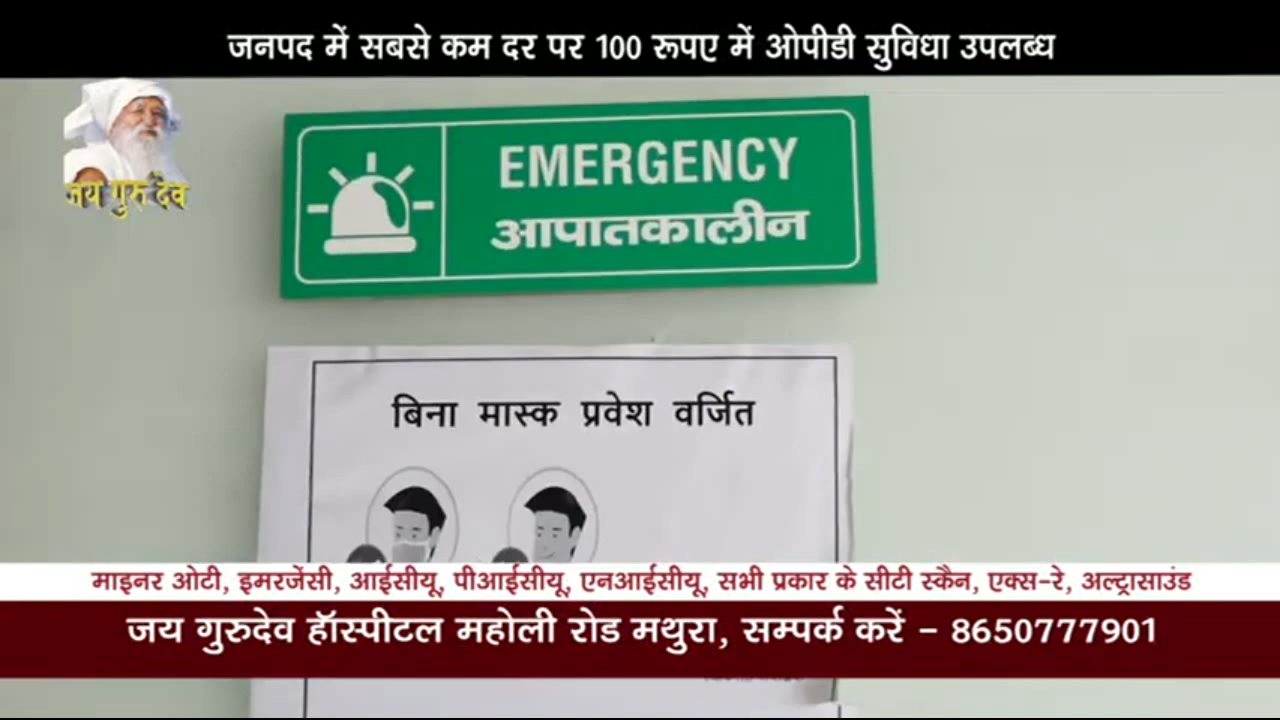 जनपद में सबसे कम दर पर 100 रूपए में ओपीडी सुविधा उपलब्ध
जय गुरु देव
EMERGENCY
आपातकालीन
बिना मास्क प्रवेश वर्जित
माइनर ओटी, इमरजेंसी, आईसीयू, पीआईसीयू, एनआईसीयू, सभी प्रकार के सीटी स्कैन, एक्स-रे, अल्ट्रासाउंड
जय गुरुदेव हॉस्पीटल महोली रोड मथुरा, सम्पर्क करें - 8650777901